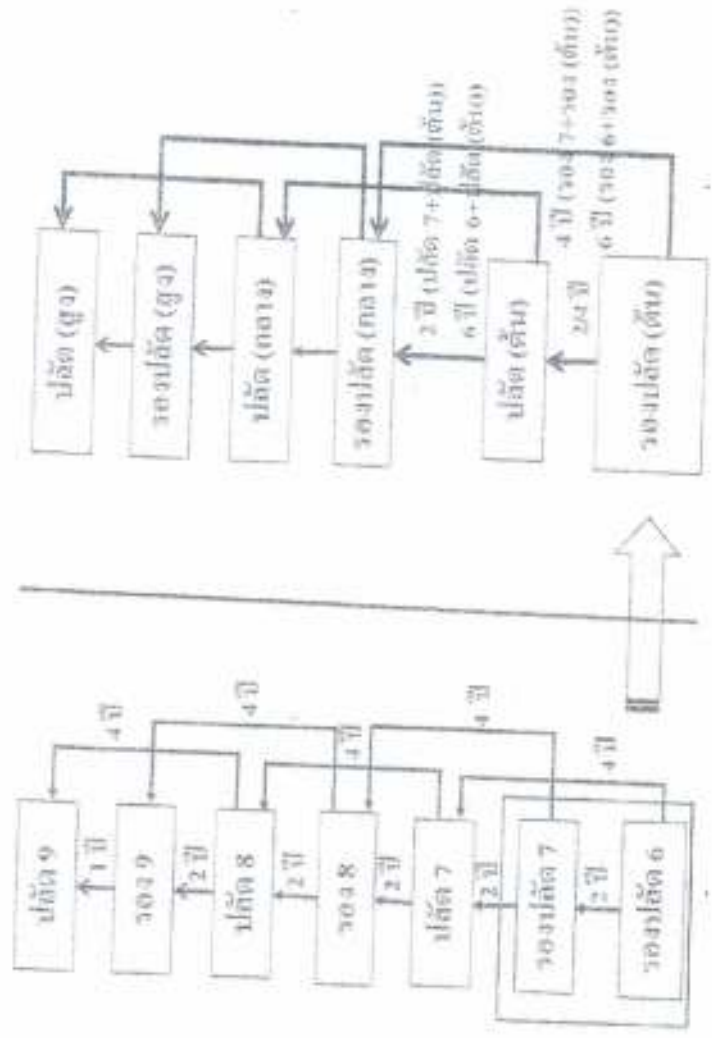 ปลัด 9
1 ปี
4 ปี
รอง 9
2 ปี
4 ปี
ปลัด 8
2 ปี
รอง 8
4 ปี
2 ปี
ปลัด 7
4 ปี
2 ปี
รองปลัด 7
2 ปี
4 ปี
รองปลัด 6
ปลัด (สูง)
รองปลัด (สูง)
ปลัด (กลาง)
รองปลัด (กลาง)
2 ปี (ปลัด 7+ปลัด (ต้น))
6 ปี (ปลัด 6+ปลัด (ต้น))
ปลัด (ต้น)
2/4 ปี
4 ปี (รอง 7+รอง (ต้น))
6 ปี (รอง 6+รอง (ต้น))
รองปลัด (ต้น)